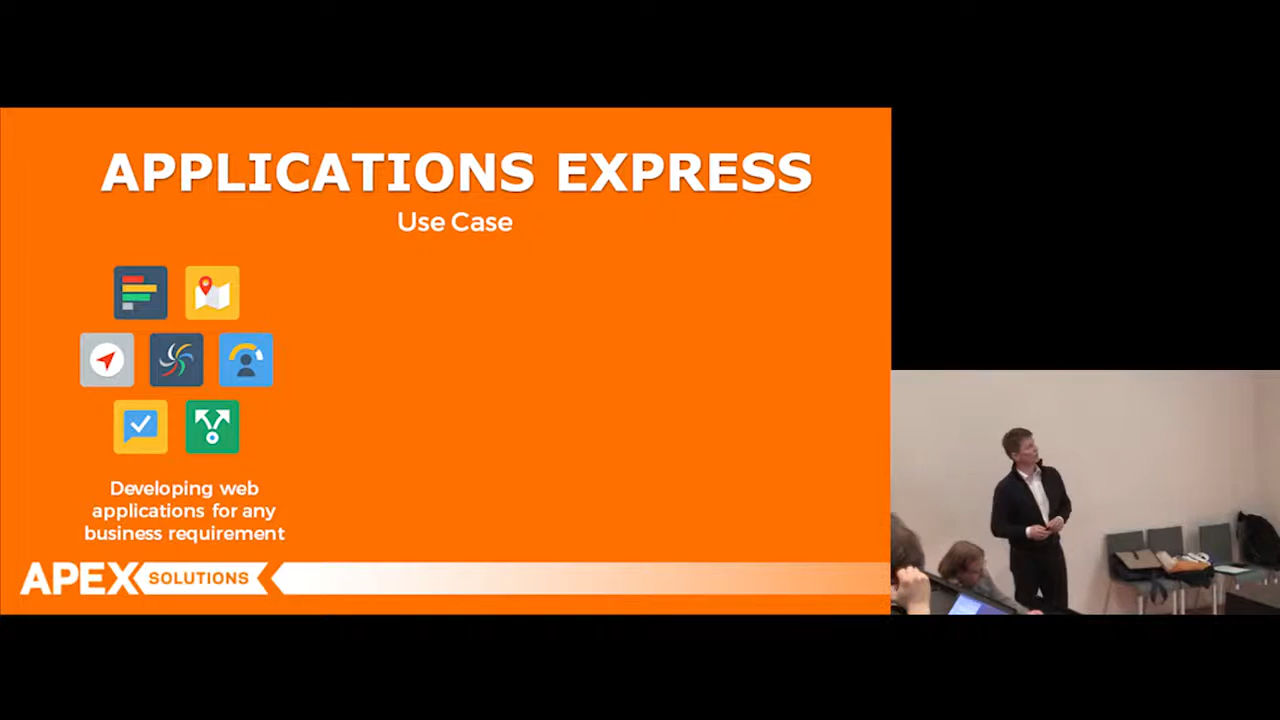 APPLICATIONS EXPRESS
Use Case
Developing web
applications for any
business requirement
APEX SOLUTIONS